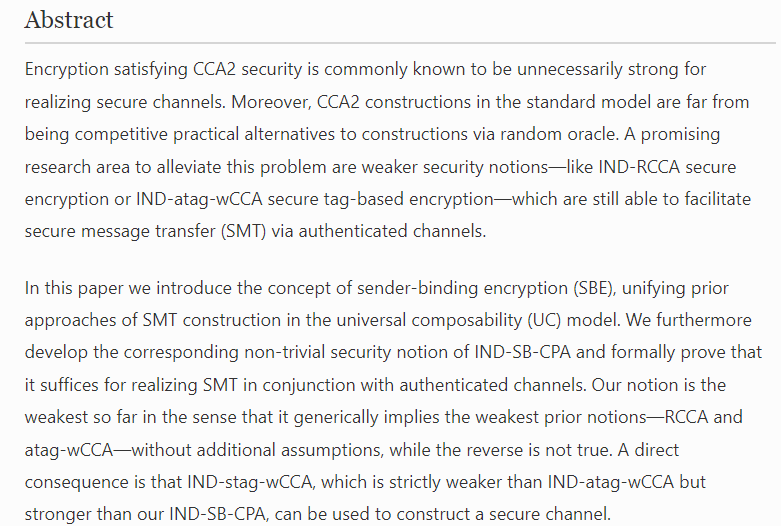 Abstract
Encryption satisfying CCA2 security is commonly known to be unnecessarily strong for
realizing secure channels. Moreover, CCA2 constructions in the standard model are far from
being competitive practical alternatives to constructions via random oracle. A promising
research area to alleviate this problem are weaker security notions—like IND-RCCA secure
encryption or IND-atag-wCCA secure tag-based encryption—which are still able to facilitate
secure message transfer (SMT) via authenticated channels.
In this paper we introduce the concept of sender-binding encryption (SBE), unifying prior
approaches of SMT construction in the universal composability (UC) model. We furthermore
develop the corresponding non-trivial security notion of IND-SB-CPA and formally prove that
it suffices for realizing SMT in conjunction with authenticated channels. Our notion is the
weakest so far in the sense that it generically implies the weakest prior notions—RCCA and
atag-wCCA—without additional assumptions, while the reverse is not true. A direct
consequence is that IND-stag-wCCA, which is strictly weaker than IND-atag-wCCA but
stronger than our IND-SB-CPA, can be used to construct a secure channel.